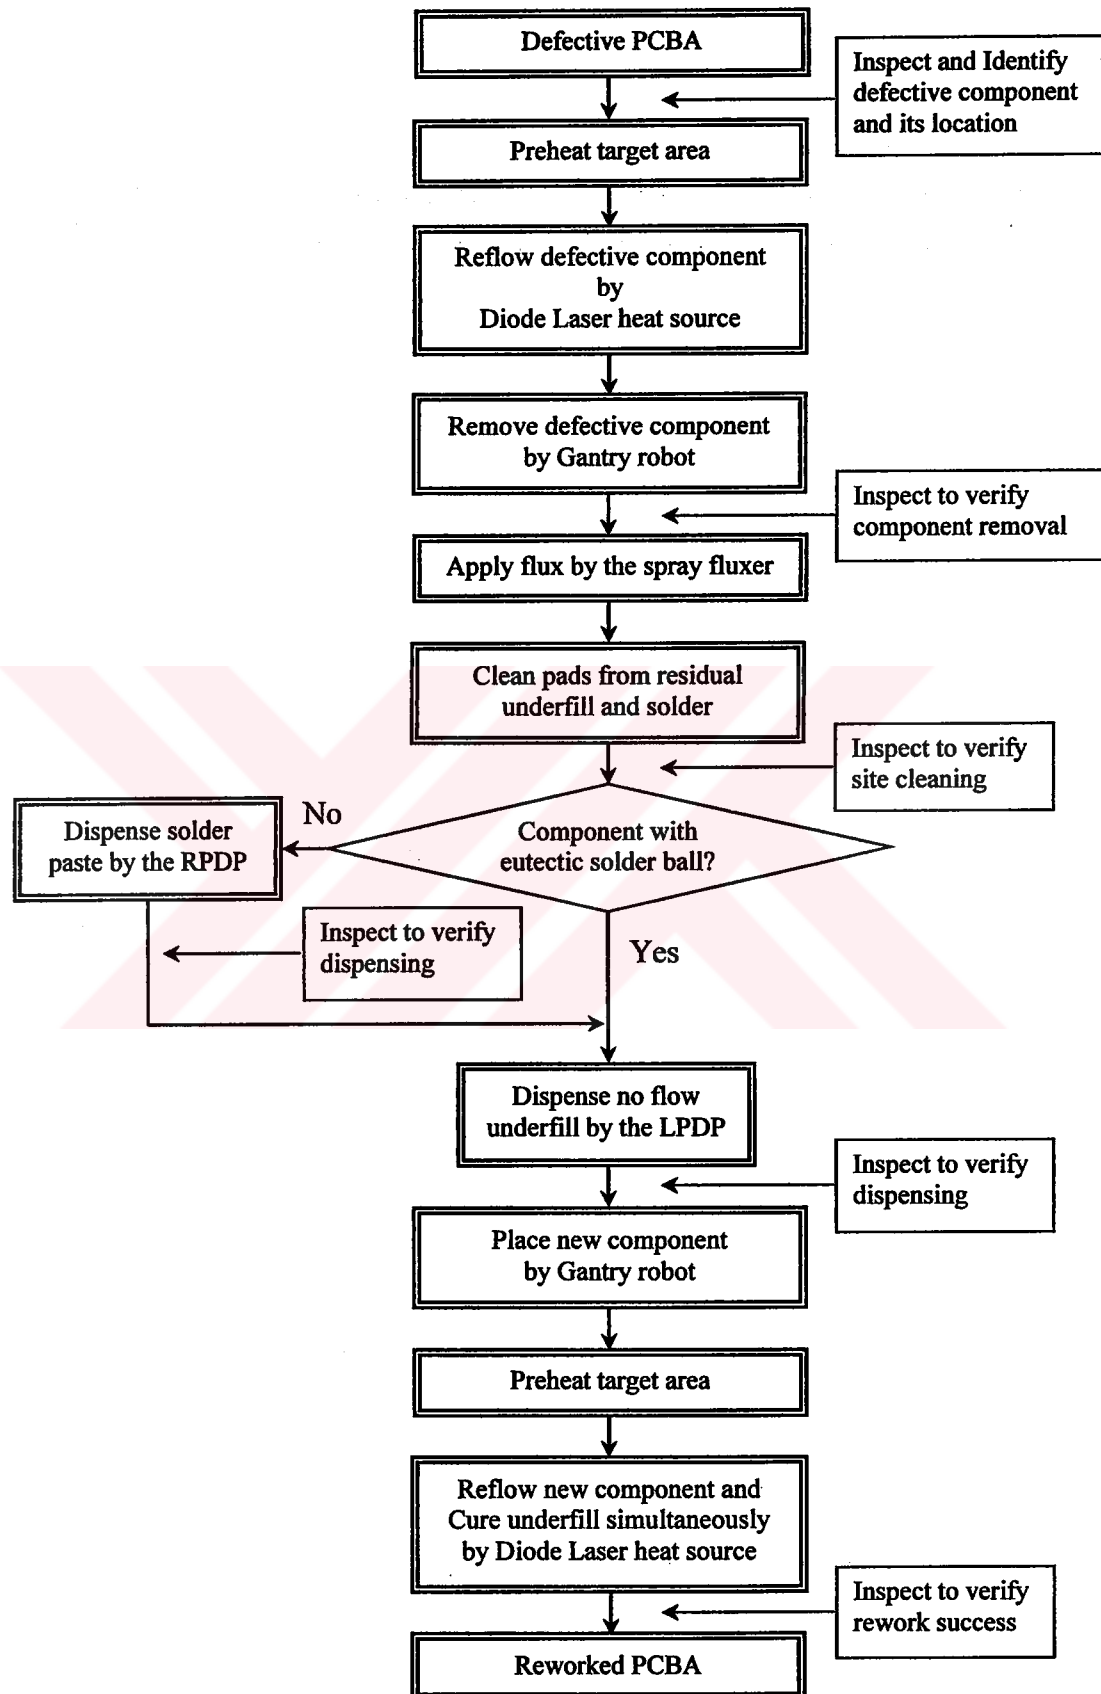 Defective PCBA
Inspect and Identify
defective component
and its location
Preheat target area
Reflow defective component
by
Diode Laser heat source
Remove defective component
by Gantry robot
Inspect to verify
component removal
Apply flux by the spray fluxer
Clean pads from residual
underfill and solder
Inspect to verify
site cleaning
No
Dispense solder
paste by the RPDP
Component with
eutectic solder ball?
Inspect to verify
dispensing
Yes
Dispense no flow
underfill by the LPDP
Inspect to verify
dispensing
Place new component
by Gantry robot
Preheat target area
Reflow new component and
Cure underfill simultaneously
by Diode Laser heat source
Inspect to verify
rework success
Reworked PCBA